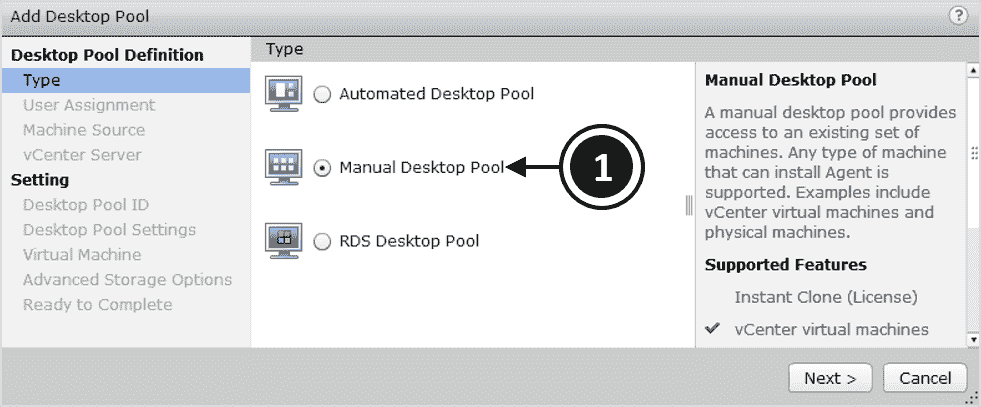 Add Desktop Pool
?
Desktop Pool Definition
Type
User Assignment
Machine Source
vCenter Server
Setting
Desktop Pool ID
Desktop Pool Settings
Virtual Machine
Advanced Storage Options
Ready to Complete
Type
Automated Desktop Pool
Manual Desktop Pool
1
RDS Desktop Pool
Manual Desktop Pool
A manual desktop pool provides
access to an existing set of
machines. Any type of machine
that can install Agent is
supported. Examples include
vCenter virtual machines and
physical machines.
Supported Features
Instant Clone (License)
vCenter virtual machines
Next >
Cancel